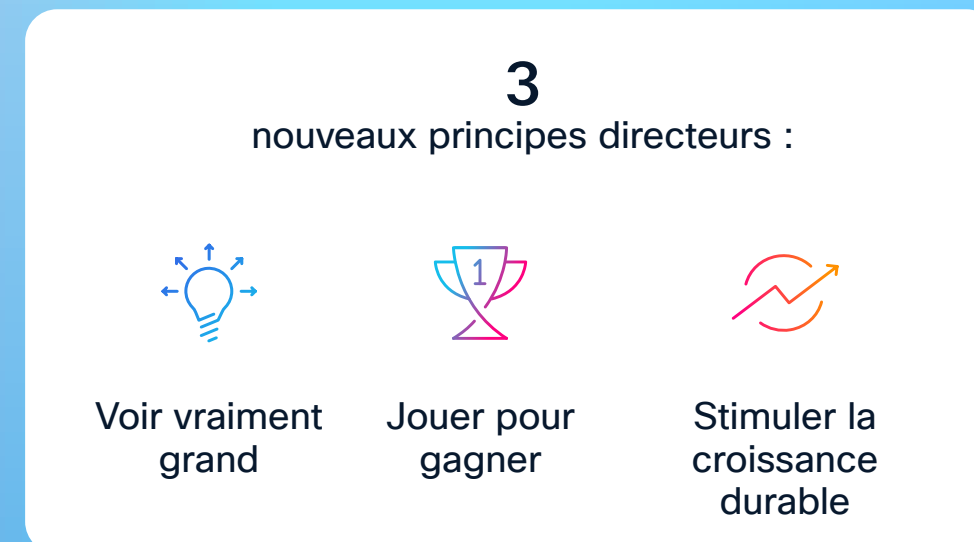 3
nouveaux principes directeurs :
1
Voir vraiment
grand
Jouer pour
gagner
Stimuler la
croissance
durable